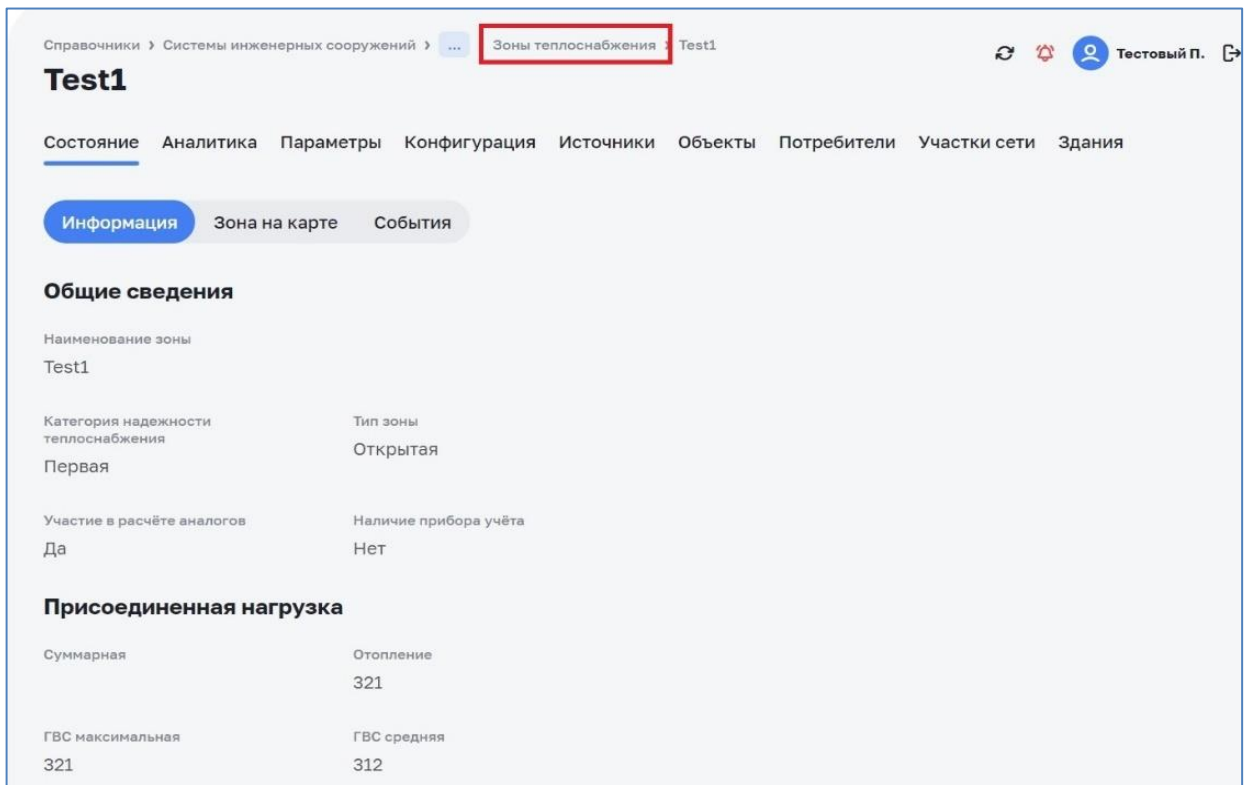 Справочники > Системы инженерных сооружений > ... Зоны теплоснабжения > Test1
Тестовый П.
Test1
Состояние Аналитика Параметры Конфигурация Источники Объекты Потребители Участки сети Здания
Информация Зона на карте События
Общие сведения
Наименование зоны
Test1
Категория надежности
теплоснабжения
Первая
Тип зоны
Открытая
Участие в расчёте аналогов
Да
Наличие прибора учёта
Нет
Присоединенная нагрузка
Суммарная
Отопление
321
ГВС максимальная
321
ГВС средняя
312